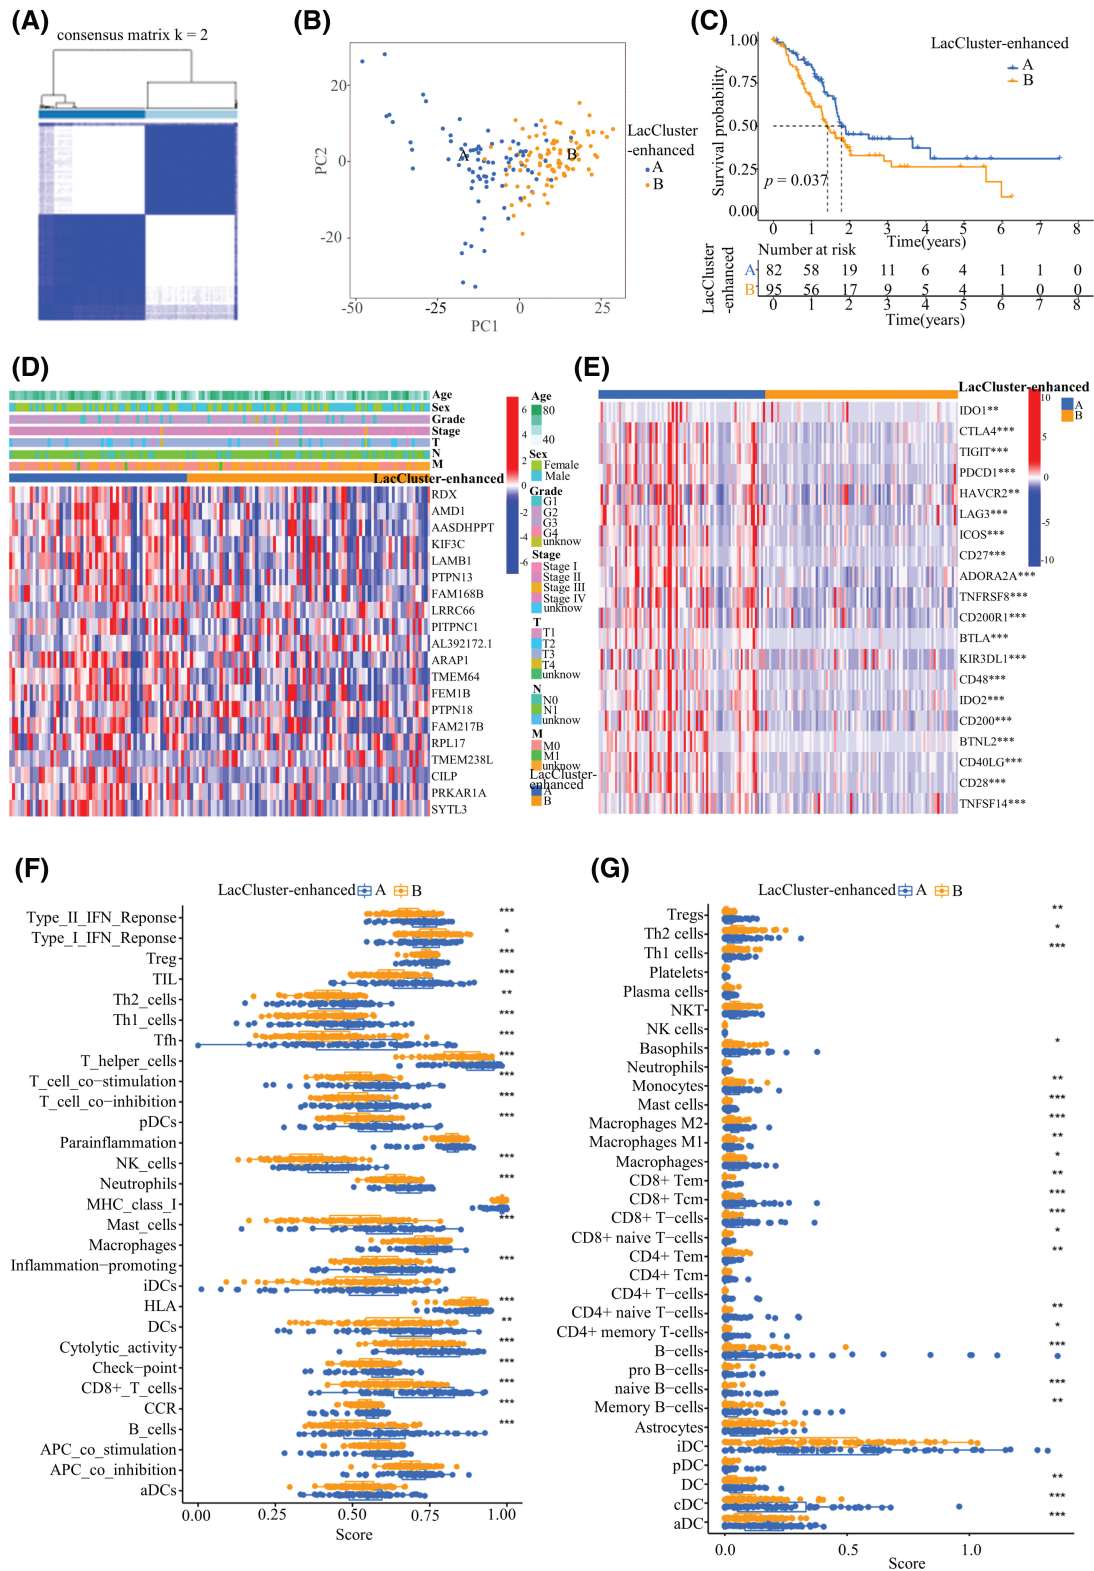 (A)
consensus matrix k = 2
(B)
20
0
-20
PC2
-50
-25
0
25
PC1
A
B
LacCluster
-enhanced
A
B
(C)
LacCluster-enhanced
A
B
1.00
0.75
0.50
0.25
0.00
Survival probability
p = 0.037
0 1 2 3 4 5 6 7 8
Time(years)
Number at risk
LacCluster
-enhanced
A 82 58 19 11 6 4 1 1 0
B 95 56 17 9 5 4 1 0 0
0 1 2 3 4 5 6 7 8
Time(years)
(D)
Age
Sex
Grade
Stage
T
N
M
LacCluster-enhanced
RDX
AMD1
AASDHPPT
KIF3C
LAMB1
PTPN13
FAM168B
LRRC66
PITPNC1
AL392172.1
ARAP1
TMEM64
FEM1B
PTPN18
FAM217B
RPL17
TMEM238L
CILP
PRKAR1A
SYTL3
6
4
2
0
-2
-4
-6
Age
80
40
Sex
Female
Male
Grade
G1
G2
G3
G4
unknow
Stage
Stage I
Stage II
Stage III
Stage IV
unknow
T
T1
T2
T3
T4
unknow
N
N0
N1
unknow
M
M0
M1
unknow
LacCluster-
enhanced
A
B
(E)
LacCluster-enhanced
A
B
10
5
0
-5
-10
IDO1**
CTLA4***
TIGIT***
PDCD1***
HAVCR2**
LAG3***
ICOS***
CD27***
ADORA2A***
TNFRSF8***
CD200R1***
BTLA***
KIR3DL1***
CD48***
IDO2***
CD200***
BTNL2***
CD40LG***
CD28***
TNFSF14***
(F)
LacCluster-enhanced A B
Type_II_IFN_Reponse ***
Type_I_IFN_Reponse *
Treg ***
TIL ***
Th2_cells **
Th1_cells ***
Tfh ***
T_helper_cells ***
T_cell_co−stimulation ***
T_cell_co−inhibition ***
pDCs ***
Parainflammation
NK_cells ***
Neutrophils ***
MHC_class_I
Mast_cells ***
Macrophages
Inflammation−promoting ***
iDCs
HLA ***
DCs **
Cytolytic_activity ***
Check−point ***
CD8+_T_cells ***
CCR ***
B_cells ***
APC_co_stimulation
APC_co_inhibition
aDCs
0.00 0.25 0.50 0.75 1.00
Score
(G)
LacCluster-enhanced A B
Tregs **
Th2 cells *
Th1 cells ***
Platelets
Plasma cells
NKT
NK cells
Basophils *
Neutrophils
Monocytes **
Mast cells ***
Macrophages M2 ***
Macrophages M1 **
Macrophages *
CD8+ Tem **
CD8+ Tcm ***
CD8+ T−cells ***
CD8+ naive T−cells *
CD4+ Tem **
CD4+ Tcm
CD4+ T−cells
CD4+ naive T−cells **
CD4+ memory T−cells *
B−cells ***
pro B−cells
naive B−cells ***
Memory B−cells **
Astrocytes
iDC
pDC
DC **
cDC ***
aDC ***
0.0 0.5 1.0
Score